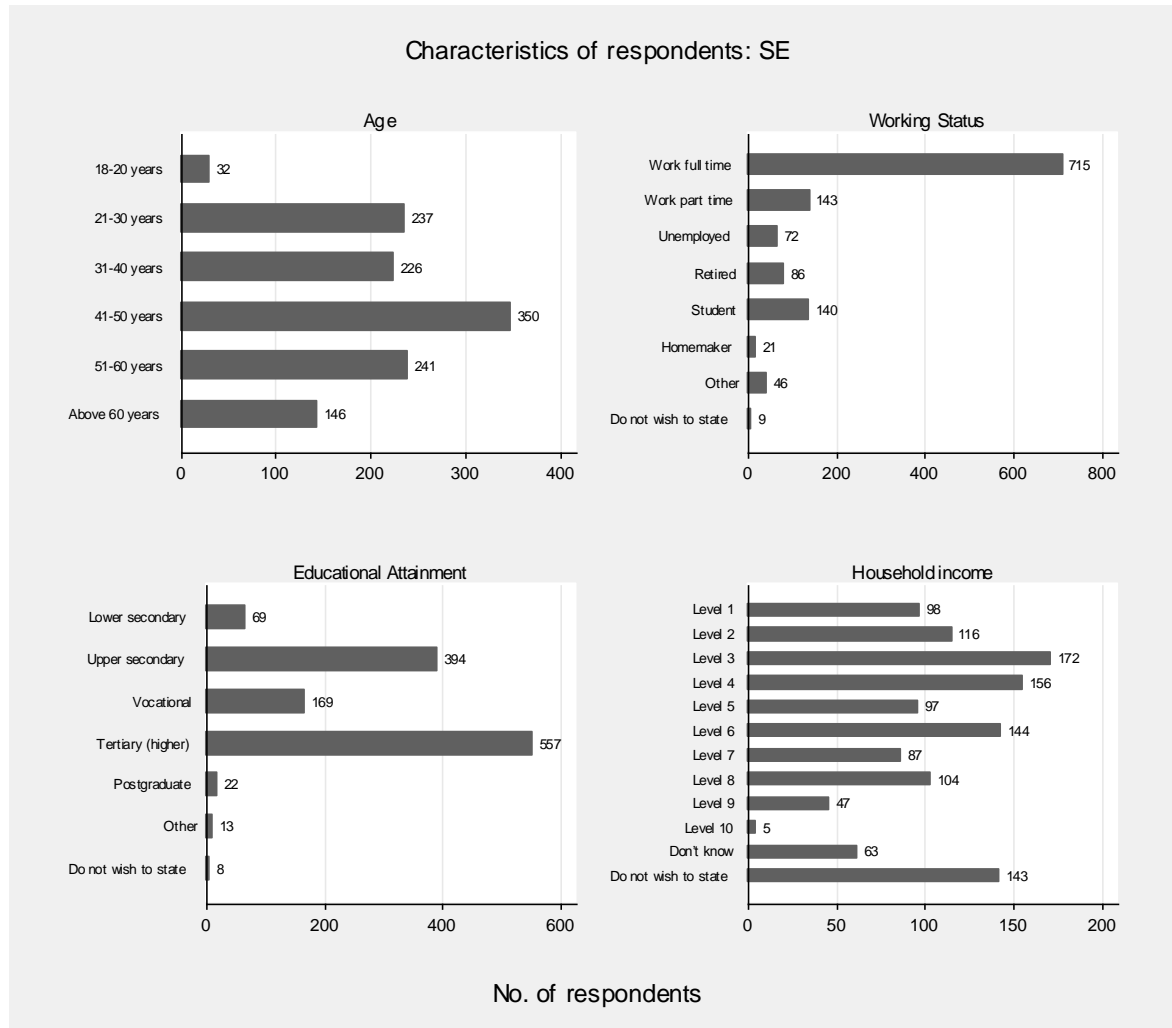 Characteristics of respondents: SE
Age
18-20 years 32
21-30 years 237
31-40 years 226
41-50 years 350
51-60 years 241
Above 60 years 146
0 100 200 300 400
Working Status
Work full time 715
Work part time 143
Unemployed 72
Retired 86
Student 140
Homemaker 21
Other 46
Do not wish to state 9
0 200 400 600 800
Educational Attainment
Lower secondary 69
Upper secondary 394
Vocational 169
Tertiary (higher) 557
Postgraduate 22
Other 13
Do not wish to state 8
0 200 400 600
Household income
Level 1 98
Level 2 116
Level 3 172
Level 4 156
Level 5 97
Level 6 144
Level 7 87
Level 8 104
Level 9 47
Level 10 5
Don't know 63
Do not wish to state 143
0 50 100 150 200
No. of respondents